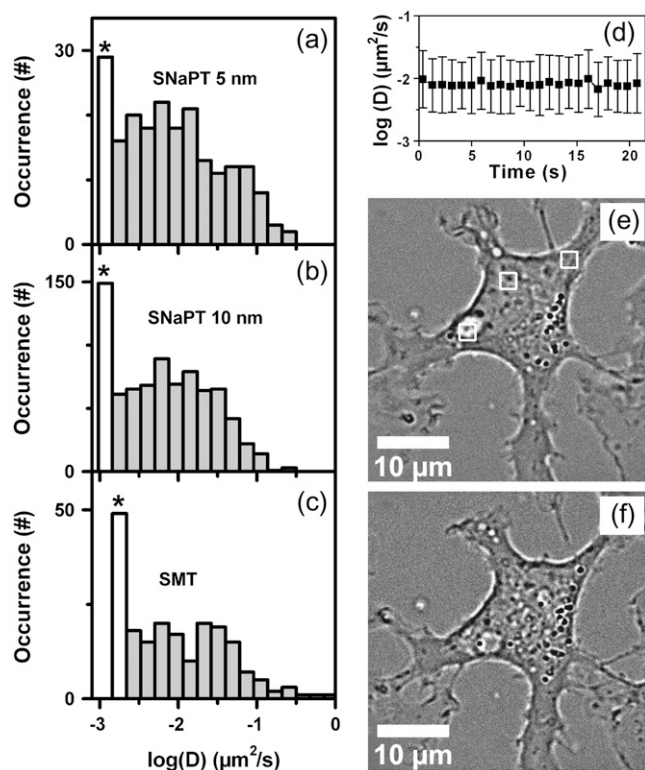 (a)
30
*
SNaPT 5 nm
Occurrence (#)
0
(b)
150
*
SNaPT 10 nm
Occurrence (#)
0
(c)
50
*
SMT
Occurrence (#)
0
-3 -2 -1 0
log(D) (µm²/s)
(d)
-1
-2
-3
log (D) (µm²/s)
0 5 10 15 20
Time (s)
(e)
10 µm
(f)
10 µm